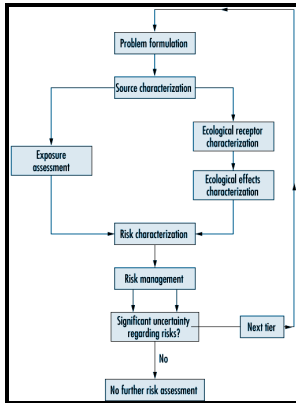 Problem formulation
Source characterization
Ecological receptor
characterization
Exposure
assessment
Ecological effects
characterization
Risk characterization
Risk management
Significant uncertainty
regarding risks?
Next tier
No
No further risk assessment